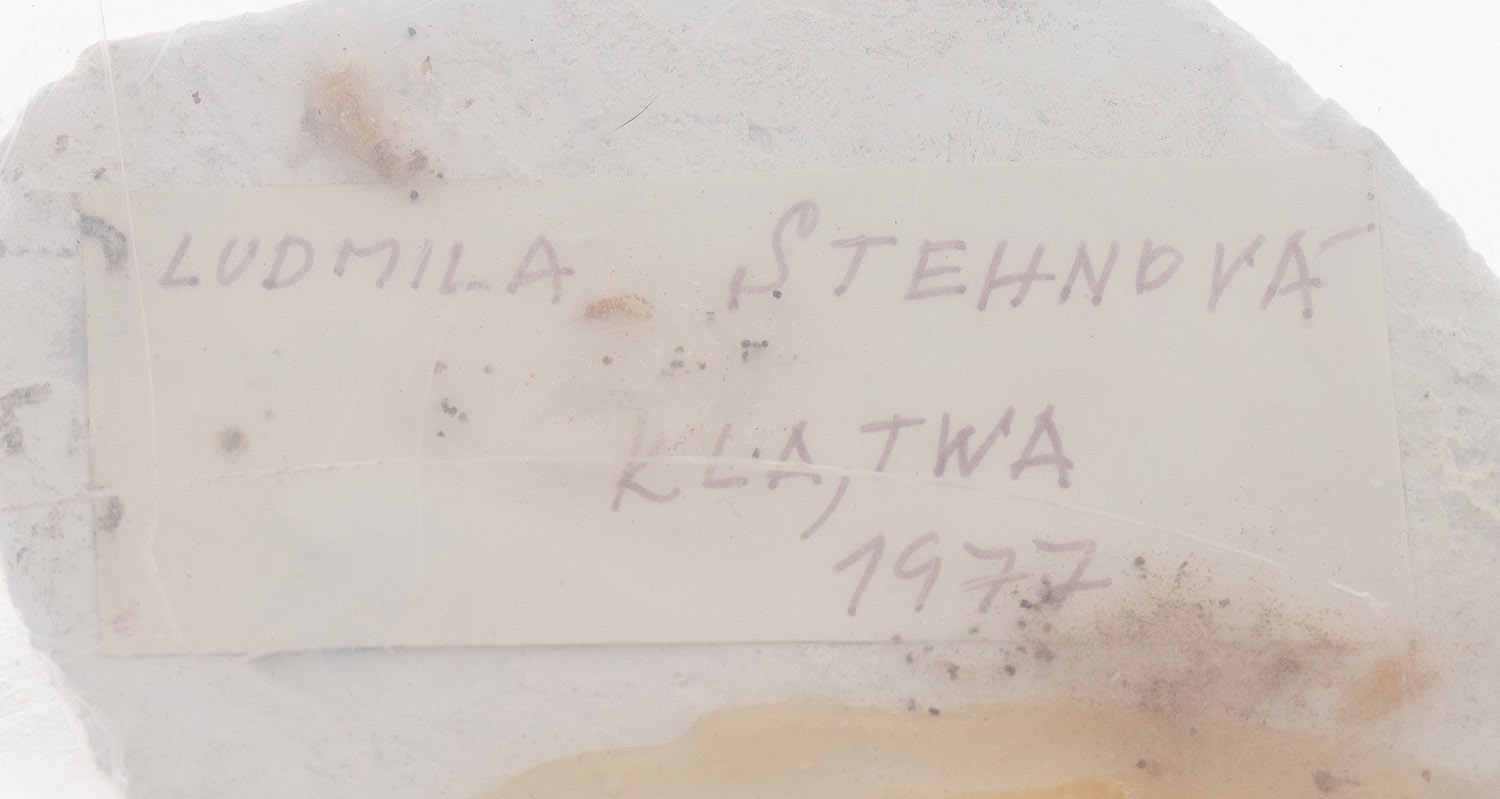 LUDMILA STEHNOVÁ
KLĄTWA
1977